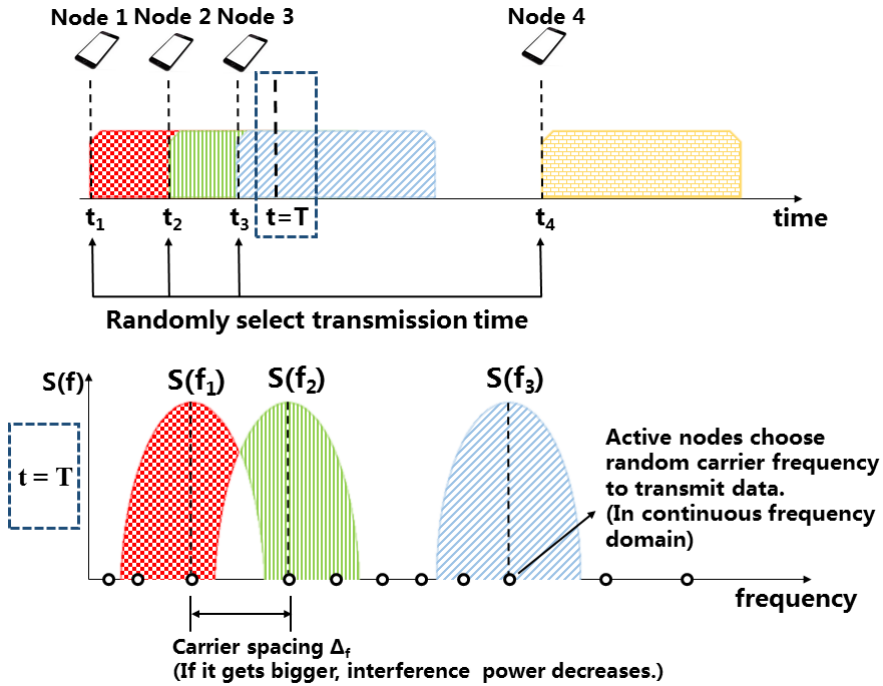 Node 1 Node 2 Node 3 Node 4
t₁ t₂ t₃ t=T t₄ time
Randomly select transmission time
S(f) S(f₁) S(f₂) S(f₃)
t = T
Active nodes choose
random carrier frequency
to transmit data.
(In continuous frequency
domain)
frequency
Carrier spacing Δf
(If it gets bigger, interference power decreases.)